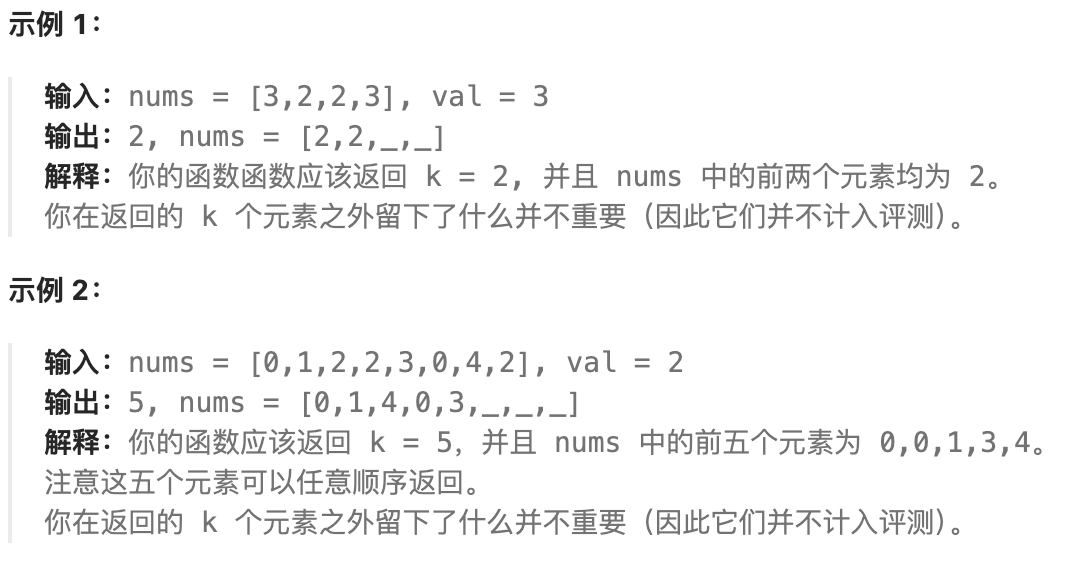 示例 1：
输入：nums = [3,2,2,3], val = 3
输出：2, nums = [2,2,_,_]
解释：你的函数函数应该返回 k = 2, 并且 nums 中的前两个元素均为 2。
你在返回的 k 个元素之外留下了什么并不重要（因此它们并不计入评测）。
示例 2：
输入：nums = [0,1,2,2,3,0,4,2], val = 2
输出：5, nums = [0,1,4,0,3,_,_,_]
解释：你的函数应该返回 k = 5，并且 nums 中的前五个元素为 0,0,1,3,4。
注意这五个元素可以任意顺序返回。
你在返回的 k 个元素之外留下了什么并不重要（因此它们并不计入评测）。